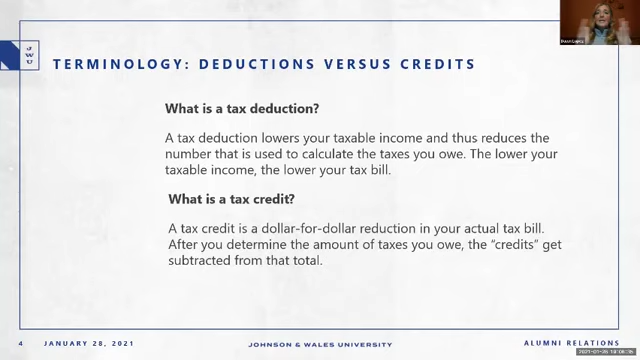 J
W
U
TERMINOLOGY: DEDUCTIONS VERSUS CREDITS
What is a tax deduction?
A tax deduction lowers your taxable income and thus reduces the
number that is used to calculate the taxes you owe. The lower your
taxable income, the lower your tax bill.
What is a tax credit?
A tax credit is a dollar-for-dollar reduction in your actual tax bill.
After you determine the amount of taxes you owe, the “credits” get
subtracted from that total.
4 JANUARY 28, 2021
JOHNSON & WALES UNIVERSITY
ALUMNI RELATIONS